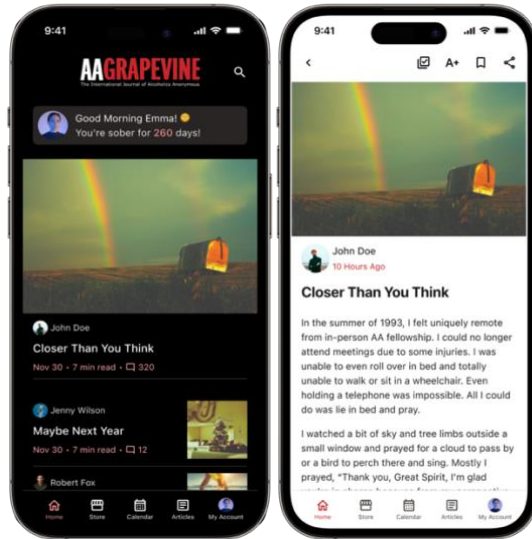 9:41
AAGRAPEVINE
The International Journal of Alcoholics Anonymous
Good Morning Emma!
You're sober for 260 days!
John Doe
Closer Than You Think
Nov 30 • 7 min read • 320
Jenny Wilson
Maybe Next Year
Nov 30 • 7 min read • 12
Robert Fox
Home
Store
Calendar
Articles
My Account
9:41
A+
John Doe
10 Hours Ago
Closer Than You Think
In the summer of 1993, I felt uniquely remote
from in-person AA fellowship. I could no longer
attend meetings due to some injuries. I was
unable to even roll over in bed and totally
unable to walk or sit in a wheelchair. Even
holding a telephone was impossible. All I could
do was lie in bed and pray.
I watched a bit of sky and tree limbs outside a
small window and prayed for a cloud to pass by
or a bird to perch there and sing. Mostly I
prayed, "Thank you, Great Spirit, I'm glad
Home
Store
Calendar
Articles
My Account